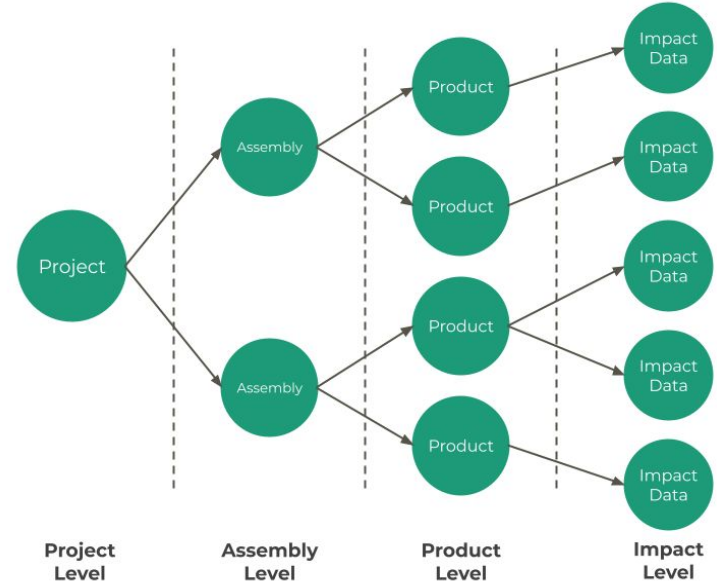 Impact
Data
Product
Assembly
Impact
Data
Product
Project
Impact
Data
Product
Impact
Data
Assembly
Product
Impact
Data
Project
Level
Assembly
Level
Product
Level
Impact
Level